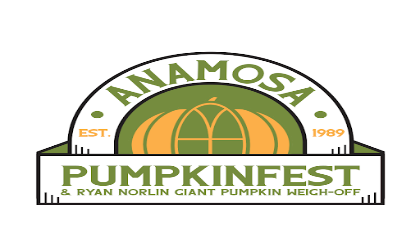 ANAMOSA
EST. 1989
PUMPKINFEST
& RYAN NORLIN GIANT PUMPKIN WEIGH-OFF